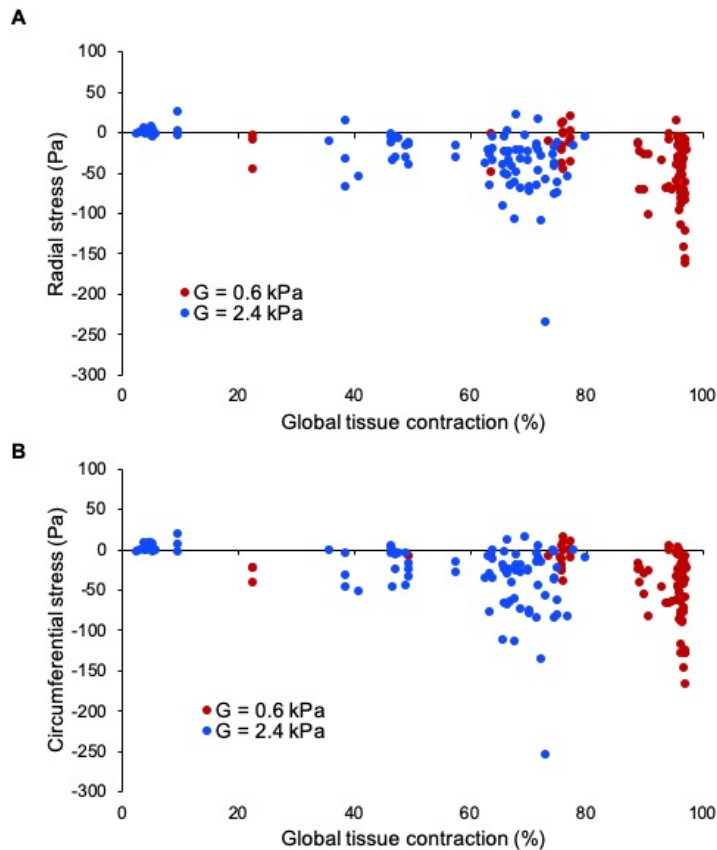 A
100
50
0
-50
-100
-150
-200
-250
-300
Radial stress (Pa)
G = 0.6 kPa
G = 2.4 kPa
0 20 40 60 80 100
Global tissue contraction (%)
B
100
50
0
-50
-100
-150
-200
-250
-300
Circumferential stress (Pa)
G = 0.6 kPa
G = 2.4 kPa
0 20 40 60 80 100
Global tissue contraction (%)